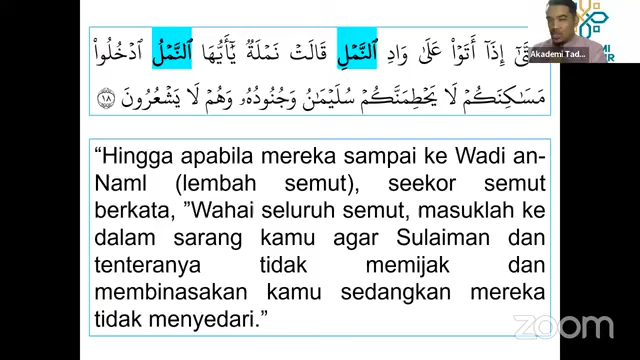 إِذَآ أَتَوْا۟ عَلَىٰ وَادِ ٱلنَّمْلِ قَالَتْ نَمْلَةٌ يَـٰٓأَيُّهَا ٱلنَّمْلُ ٱدْخُلُوا۟
مَسَـٰكِنَكُمْ لَا يَحْطِمَنَّكُمْ سُلَيْمَـٰنُ وَجُنُودُهُۥ وَهُمْ لَا يَشْعُرُونَ ١٨
“Hingga apabila mereka sampai ke Wadi an-
Naml (lembah semut), seekor semut
berkata, ”Wahai seluruh semut, masuklah ke
dalam sarang kamu agar Sulaiman dan
tenteranya tidak memijak dan
membinasakan kamu sedangkan mereka
tidak menyedari.”
Akademi Tad...
zoom